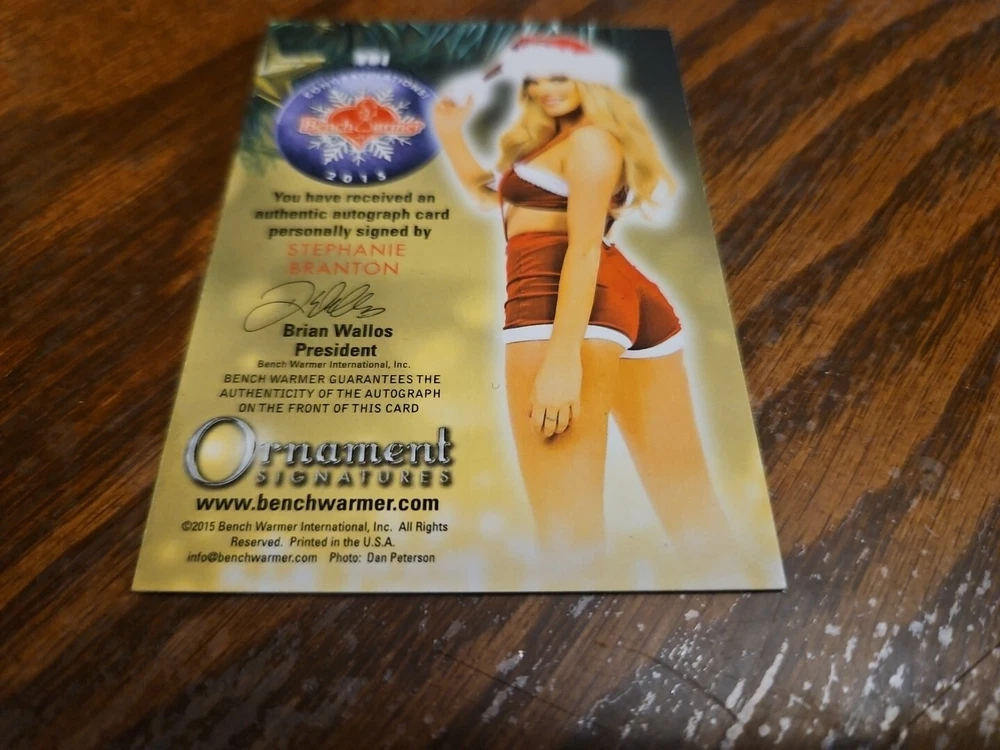 CONGRATULATIONS!
BenchWarmer
2015
You have received an
authentic autograph card
personally signed by
STEPHANIE
BRANTON
Brian Wallos
President
Bench Warmer International, Inc.
BENCH WARMER GUARANTEES THE
AUTHENTICITY OF THE AUTOGRAPH
ON THE FRONT OF THIS CARD
Ornament
SIGNATURES
www.benchwarmer.com
©2015 Bench Warmer International, Inc. All Rights
Reserved. Printed in the U.S.A.
info@benchwarmer.com Photo: Dan Peterson